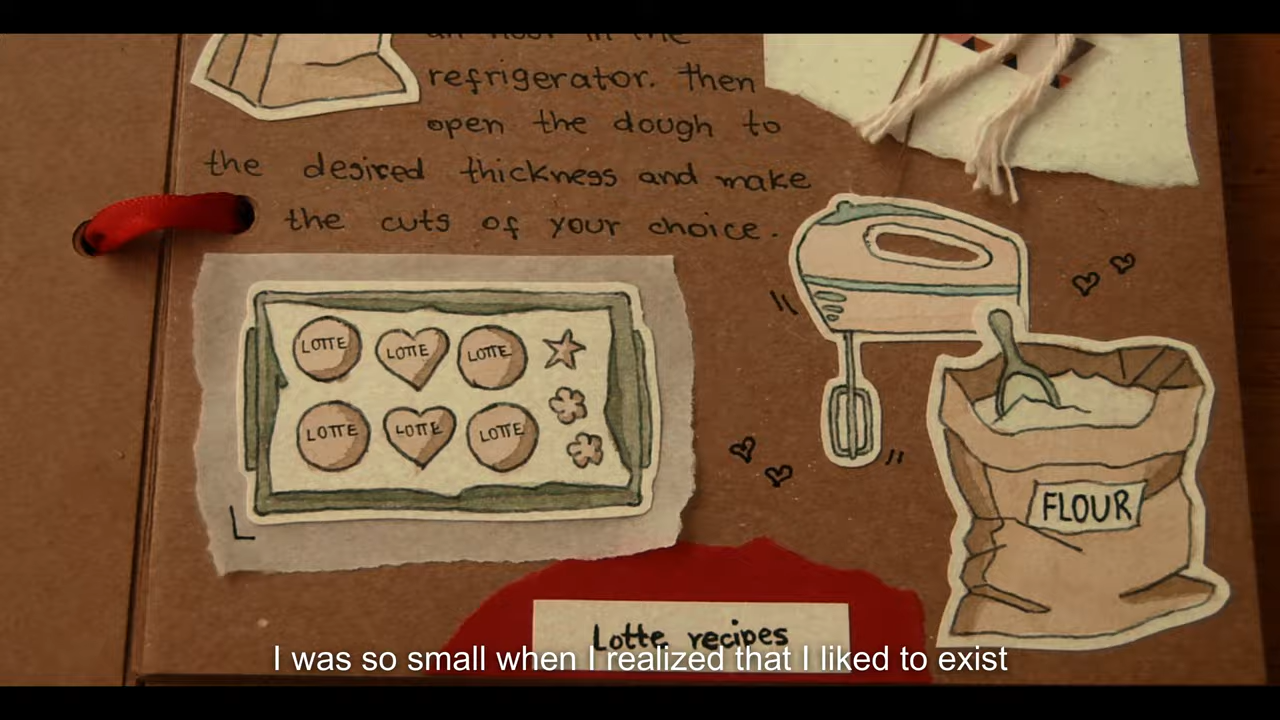 refrigerator. Then
open the dough to
the desired thickness and make
the cuts of your choice.
LOTTE LOTTE LOTTE
LOTTE LOTTE LOTTE
FLOUR
Lotte recipes
I was so small when I realized that I liked to exist